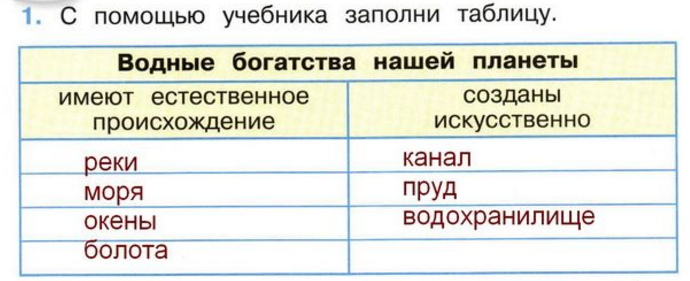 1. С помощью учебника заполни таблицу.
Водные богатства нашей планеты
имеют естественное
происхождение
созданы
искусственно
реки
канал
моря
пруд
окены
водохранилище
болота